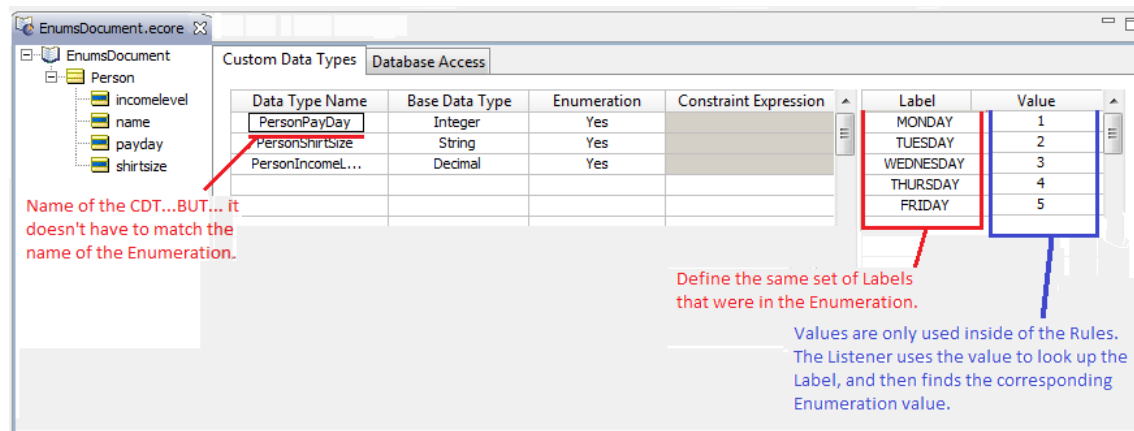 EnumsDocument.ecore
EnumsDocument
Person
incomelevel
name
payday
shirtsize
Custom Data Types Database Access
Data Type Name Base Data Type Enumeration Constraint Expression Label Value
PersonPayDay Integer Yes MONDAY 1
PersonShirtSize String Yes TUESDAY 2
PersonIncomeL... Decimal Yes WEDNESDAY 3
THURSDAY 4
FRIDAY 5
Name of the CDT...BUT... it
doesn't have to match the
name of the Enumeration.
Define the same set of Labels
that were in the Enumeration.
Values are only used inside of the Rules.
The Listener uses the value to look up the
Label, and then finds the corresponding
Enumeration value.